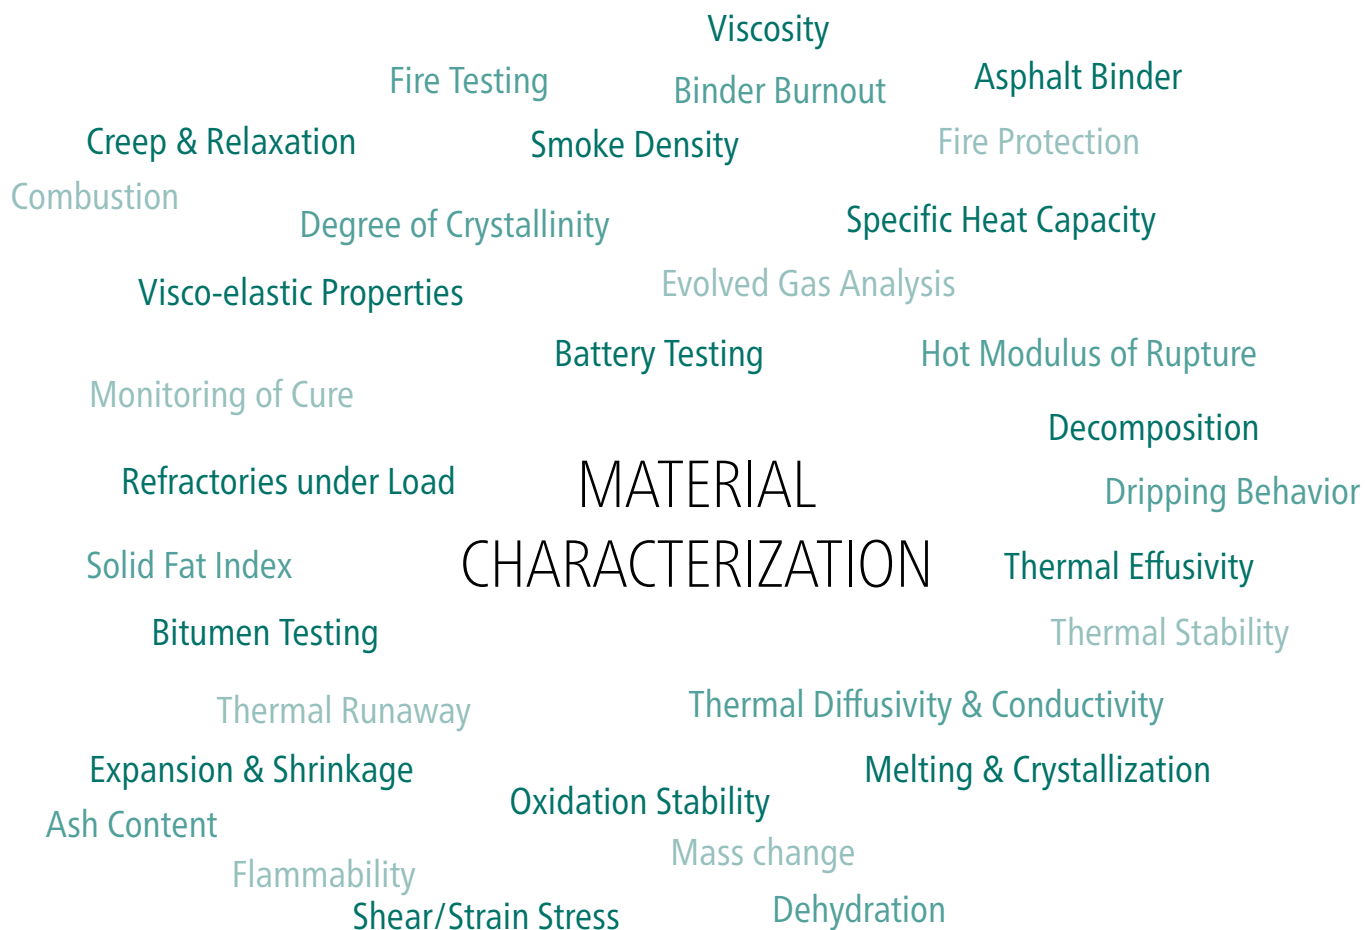 Viscosity
Fire Testing
Binder Burnout
Asphalt Binder
Creep & Relaxation
Smoke Density
Fire Protection
Combustion
Degree of Crystallinity
Specific Heat Capacity
Visco-elastic Properties
Evolved Gas Analysis
Battery Testing
Hot Modulus of Rupture
Monitoring of Cure
Decomposition
Refractories under Load
MATERIAL
CHARACTERIZATION
Dripping Behavior
Solid Fat Index
Thermal Effusivity
Bitumen Testing
Thermal Stability
Thermal Runaway
Thermal Diffusivity & Conductivity
Expansion & Shrinkage
Melting & Crystallization
Oxidation Stability
Ash Content
Mass change
Flammability
Shear/Strain Stress
Dehydration